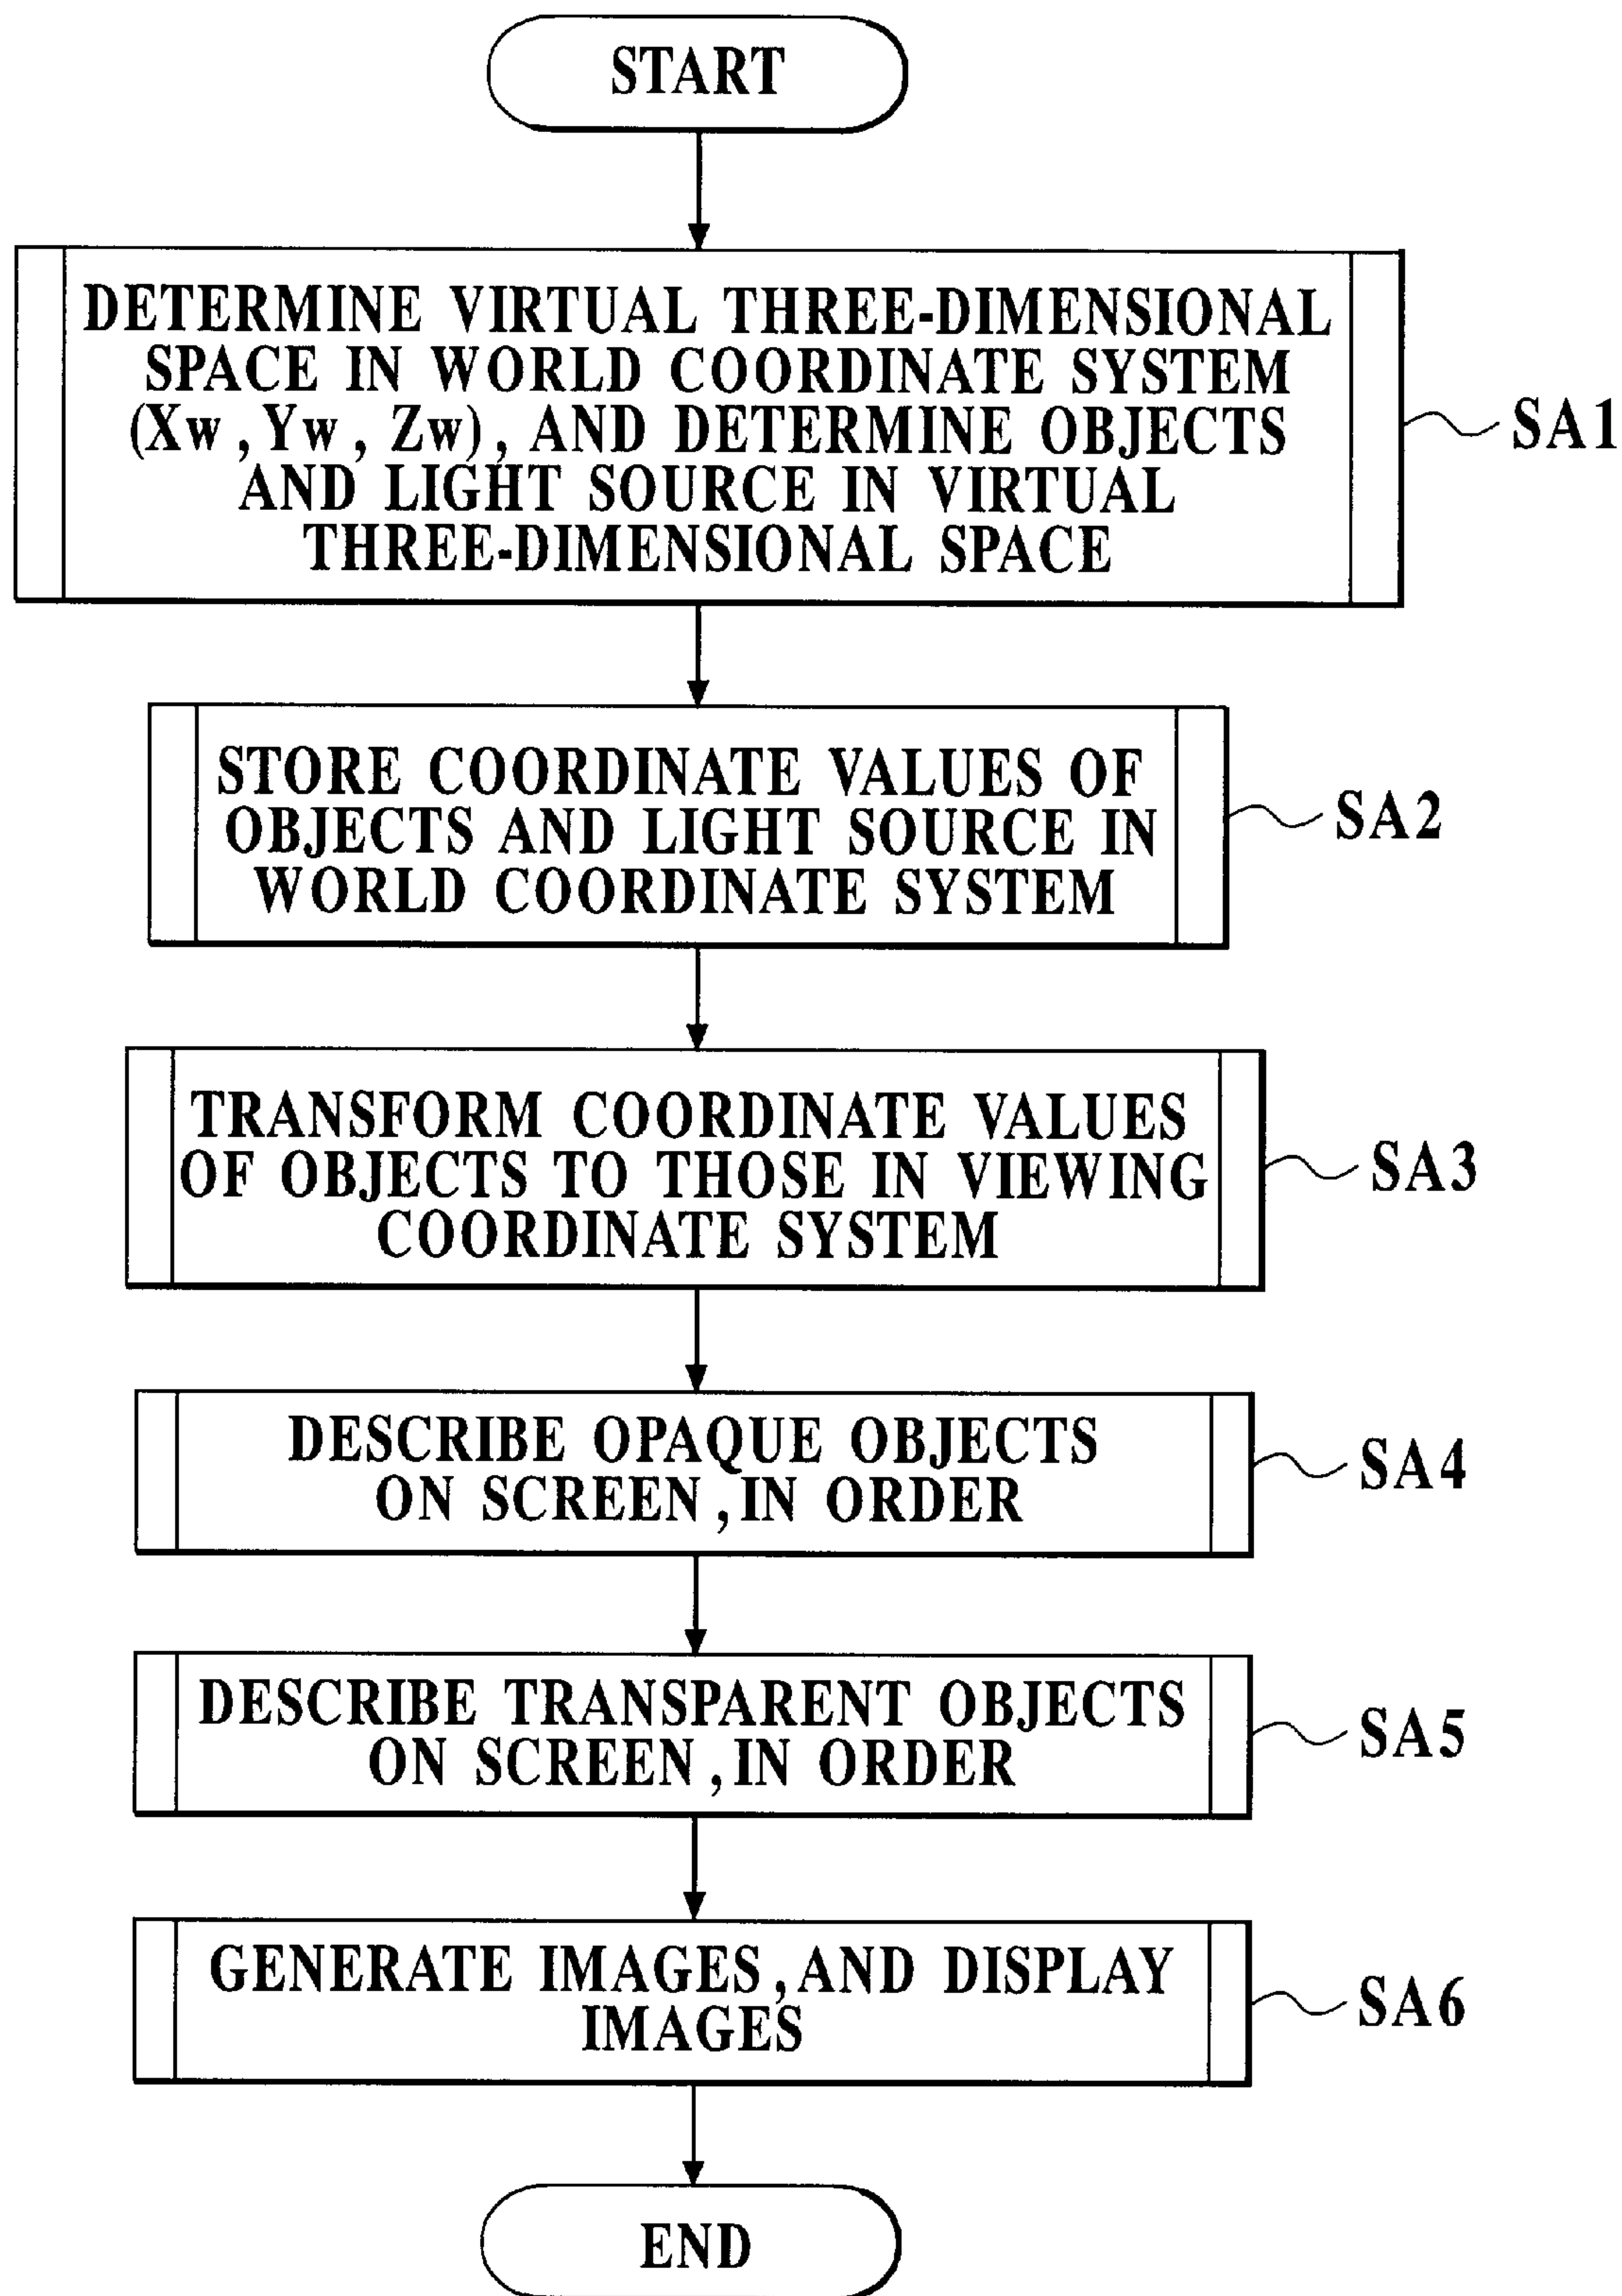 START
DETERMINE VIRTUAL THREE-DIMENSIONAL
SPACE IN WORLD COORDINATE SYSTEM
(Xw, Yw, Zw), AND DETERMINE OBJECTS
AND LIGHT SOURCE IN VIRTUAL
THREE-DIMENSIONAL SPACE
SA1
STORE COORDINATE VALUES OF
OBJECTS AND LIGHT SOURCE IN
WORLD COORDINATE SYSTEM
SA2
TRANSFORM COORDINATE VALUES
OF OBJECTS TO THOSE IN VIEWING
COORDINATE SYSTEM
SA3
DESCRIBE OPAQUE OBJECTS
ON SCREEN, IN ORDER
SA4
DESCRIBE TRANSPARENT OBJECTS
ON SCREEN, IN ORDER
SA5
GENERATE IMAGES, AND DISPLAY
IMAGES
SA6
END